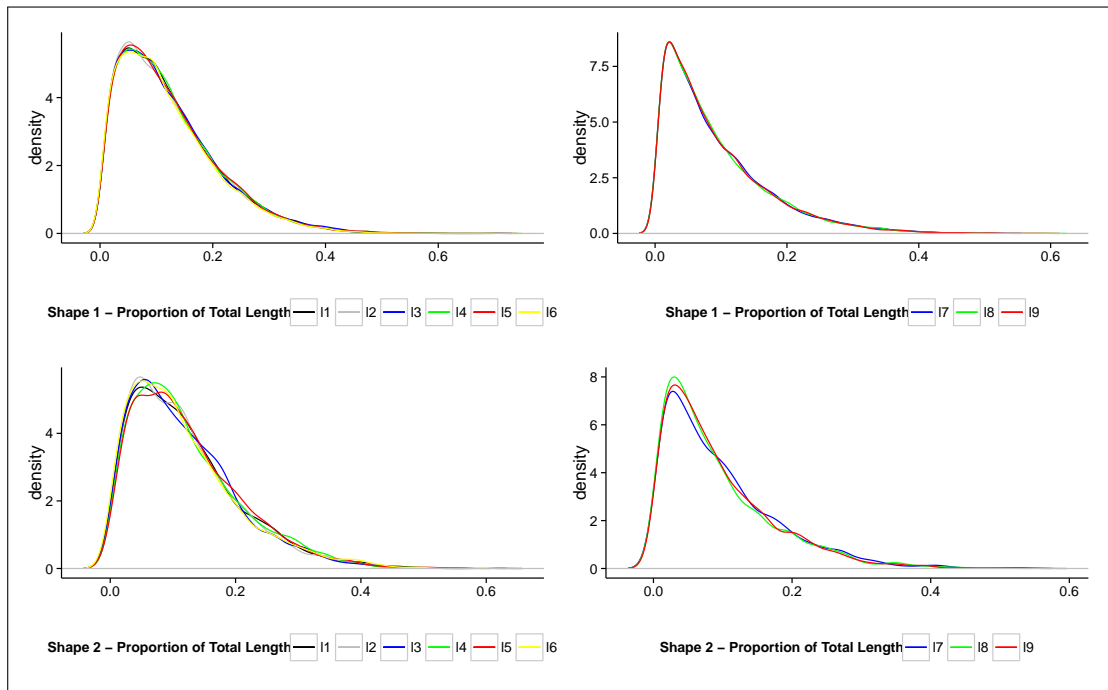 density
4
2
0
0.0 0.2 0.4 0.6
Shape 1 – Proportion of Total Length l1 l2 l3 l4 l5 l6
density
7.5
5.0
2.5
0.0
0.0 0.2 0.4 0.6
Shape 1 – Proportion of Total Length l7 l8 l9
density
4
2
0
0.0 0.2 0.4 0.6
Shape 2 – Proportion of Total Length l1 l2 l3 l4 l5 l6
density
8
6
4
2
0
0.0 0.2 0.4 0.6
Shape 2 – Proportion of Total Length l7 l8 l9